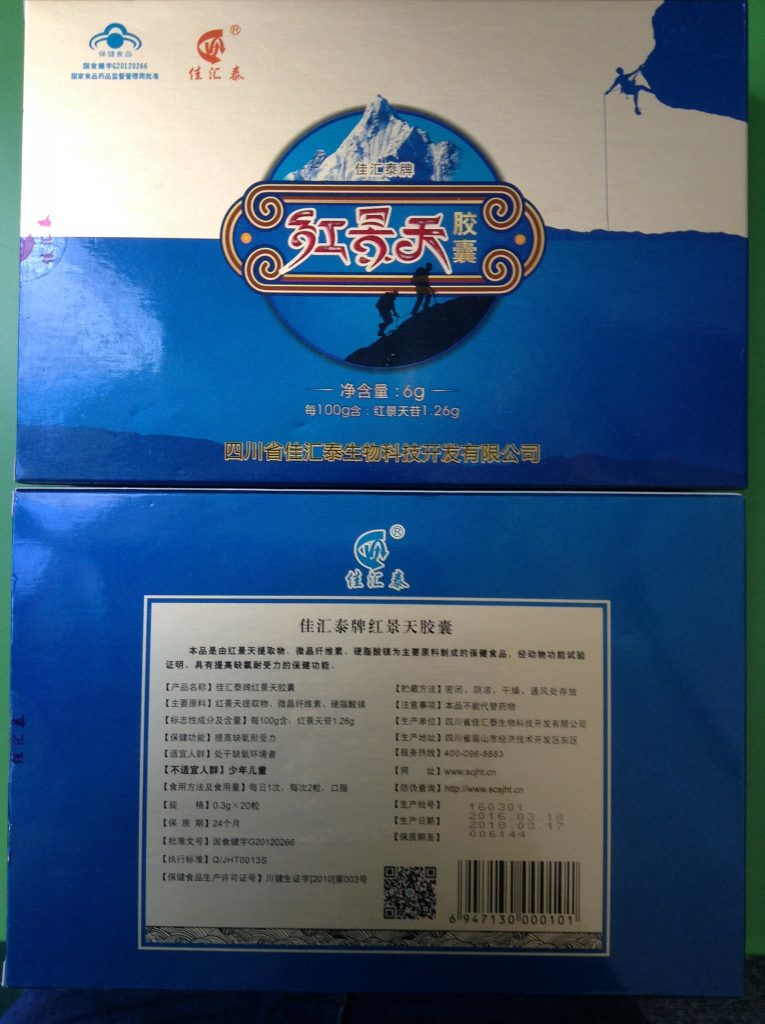 保健食品
国食健字G20120266
国家食品药品监督管理局批准
佳汇泰
R
佳汇泰牌
红景天胶囊
佳汇泰
净含量:6g
每100g含:红景天苷1.26g
四川省佳汇泰生物科技开发有限公司
R
佳汇泰
佳汇泰牌红景天胶囊
本品是由红景天提取物、微晶纤维素、硬脂酸镁为主要原料制成的保健食品，经动物功能试验
证明，具有提高缺氧耐受力的保健功能。
【产品名称】佳汇泰牌红景天胶囊
【主要原料】红景天提取物、微晶纤维素、硬脂酸镁
【标志性成分及含量】每100g含：红景天苷1.26g
【保健功能】提高缺氧耐受力
【适宜人群】处于缺氧环境者
【不适宜人群】少年儿童
【食用方法及食用量】每日1次，每次2粒，口服
【规 格】0.3g×20粒
【保 质 期】24个月
【批准文号】国食健字G20120266
【执行标准】Q/JHT0013S
【保健食品生产许可证号】川健生证字[2010]第003号
【贮藏方法】密闭、阴凉、干燥、通风处存放
【注意事项】本品不能代替药物
【生产单位】四川省佳汇泰生物科技开发有限公司
【生产地址】四川省眉山市经济技术开发区东区
【服务热线】400-096-8883
【网 址】www.scjht.cn
【防伪查询】http://www.scsjht.cn
【生产批号】160301
【生产日期】2016.03.18
【保质期至】2018.03.17
006144
6 947130 000101
佳汇泰